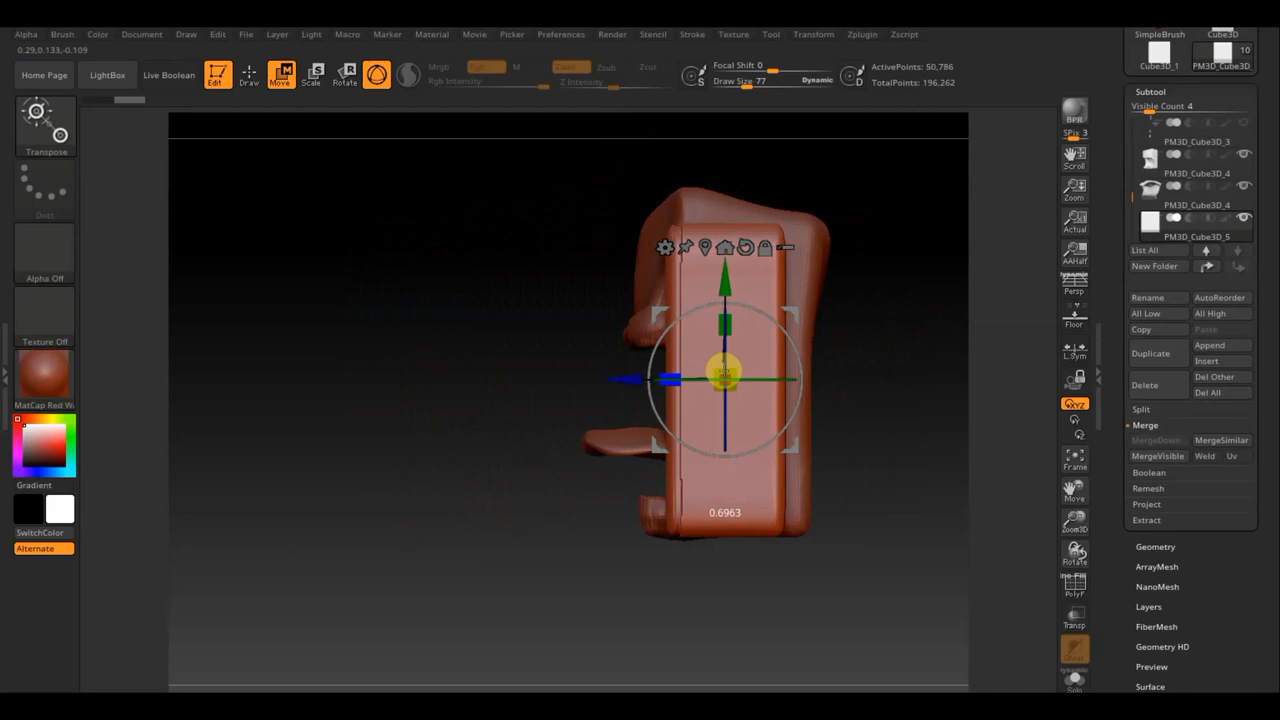 Alpha Brush Color Document Draw Edit File Layer Light Macro Marker Material Movie Picker Preferences Render Stencil Stroke Texture Tool Transform Zplugin Zscript
SimpleBrush Cube3D
0.29,0.133,-0.109
Cube3D_1 PM3D_Cube3D_
10
Home Page LightBox Live Boolean Edit Draw Move Scale Rotate
Mrgb Rgb M Zadd Zsub Zcut
Rgb Intensity Z Intensity
S Focal Shift 0
Draw Size 77 Dynamic
D ActivePoints: 50,786
TotalPoints: 196,262
Transpose
Dots
Alpha Off
Texture Off
MatCap Red W
Gradient
SwitchColor
Alternate
0.6963
BPR
SPix 3
Scroll
Zoom
Actual
AAHalf
Dynamic
Persp
Floor
L.Sym
XYZ
Y
Z
Frame
Move
Zoom3D
Rotate
PolyF
Transp
Ghost
Dynamic
Solo
Subtool
Visible Count 4
PM3D_Cube3D_3
PM3D_Cube3D_4
PM3D_Cube3D_4
PM3D_Cube3D_5
List All
New Folder
Rename AutoReorder
All Low All High
Copy Paste
Duplicate Append
Insert
Delete Del Other
Del All
Split
Merge
MergeDown MergeSimilar
MergeVisible Weld Uv
Boolean
Remesh
Project
Extract
Geometry
ArrayMesh
NanoMesh
Layers
FiberMesh
Geometry HD
Preview
Surface